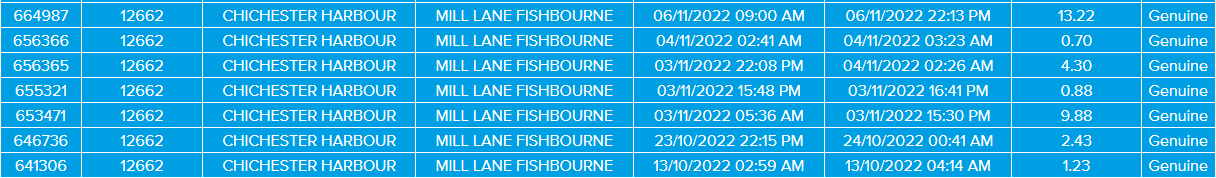 664987 12662 CHICHESTER HARBOUR MILL LANE FISHBOURNE 06/11/2022 09:00 AM 06/11/2022 22:13 PM 13.22 Genuine
656366 12662 CHICHESTER HARBOUR MILL LANE FISHBOURNE 04/11/2022 02:41 AM 04/11/2022 03:23 AM 0.70 Genuine
656365 12662 CHICHESTER HARBOUR MILL LANE FISHBOURNE 03/11/2022 22:08 PM 04/11/2022 02:26 AM 4.30 Genuine
655321 12662 CHICHESTER HARBOUR MILL LANE FISHBOURNE 03/11/2022 15:48 PM 03/11/2022 16:41 PM 0.88 Genuine
653471 12662 CHICHESTER HARBOUR MILL LANE FISHBOURNE 03/11/2022 05:36 AM 03/11/2022 15:30 PM 9.88 Genuine
646736 12662 CHICHESTER HARBOUR MILL LANE FISHBOURNE 23/10/2022 22:15 PM 24/10/2022 00:41 AM 2.43 Genuine
641306 12662 CHICHESTER HARBOUR MILL LANE FISHBOURNE 13/10/2022 02:59 AM 13/10/2022 04:14 AM 1.23 Genuine